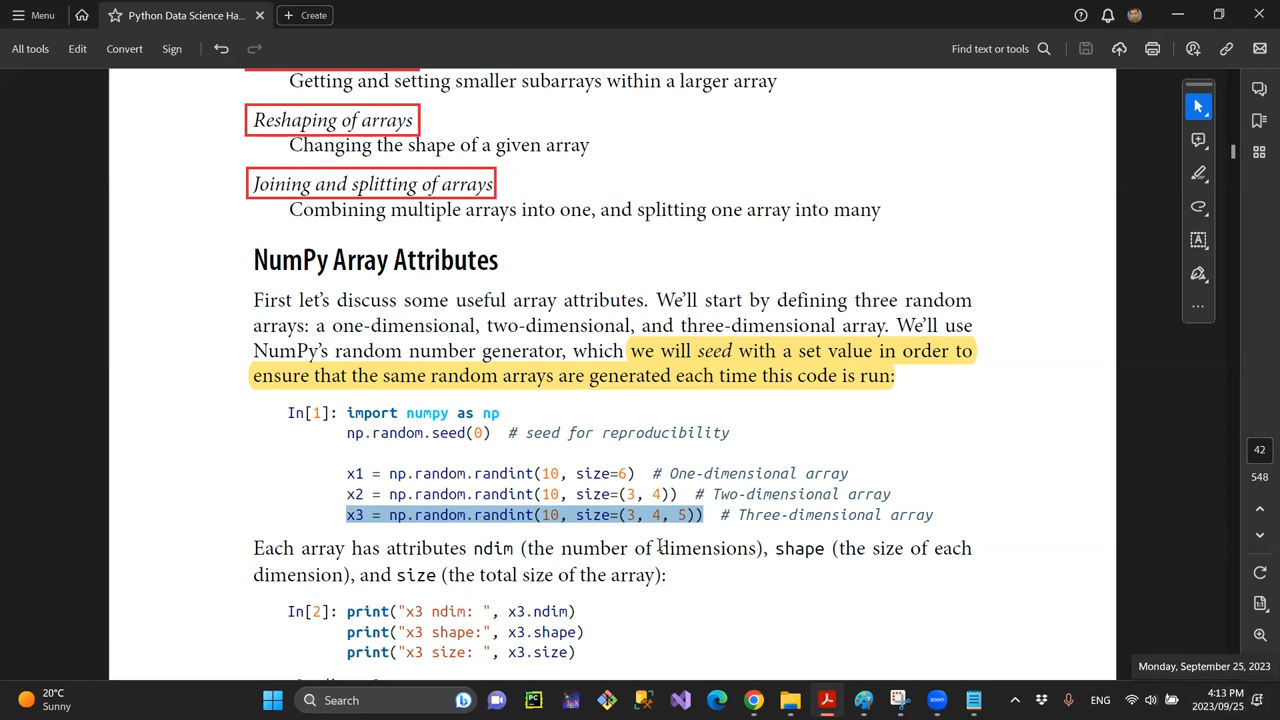 Menu
Python Data Science Ha...
Create
All tools
Edit
Convert
Sign
Find text or tools
Getting and setting smaller subarrays within a larger array
Reshaping of arrays
Changing the shape of a given array
Joining and splitting of arrays
Combining multiple arrays into one, and splitting one array into many
NumPy Array Attributes
First let's discuss some useful array attributes. We'll start by defining three random
arrays: a one-dimensional, two-dimensional, and three-dimensional array. We'll use
NumPy's random number generator, which we will seed with a set value in order to
ensure that the same random arrays are generated each time this code is run:
In[1]: import numpy as np
np.random.seed(0)  # seed for reproducibility
x1 = np.random.randint(10, size=6)  # One-dimensional array
x2 = np.random.randint(10, size=(3, 4))  # Two-dimensional array
x3 = np.random.randint(10, size=(3, 4, 5))  # Three-dimensional array
Each array has attributes ndim (the number of dimensions), shape (the size of each
dimension), and size (the total size of the array):
In[2]: print("x3 ndim: ", x3.ndim)
print("x3 shape:", x3.shape)
print("x3 size: ", x3.size)
42
548
Monday, September 25, 2023
20°C
Sunny
Search
PC
zoom
ENG
4:13 PM
2023/09/25